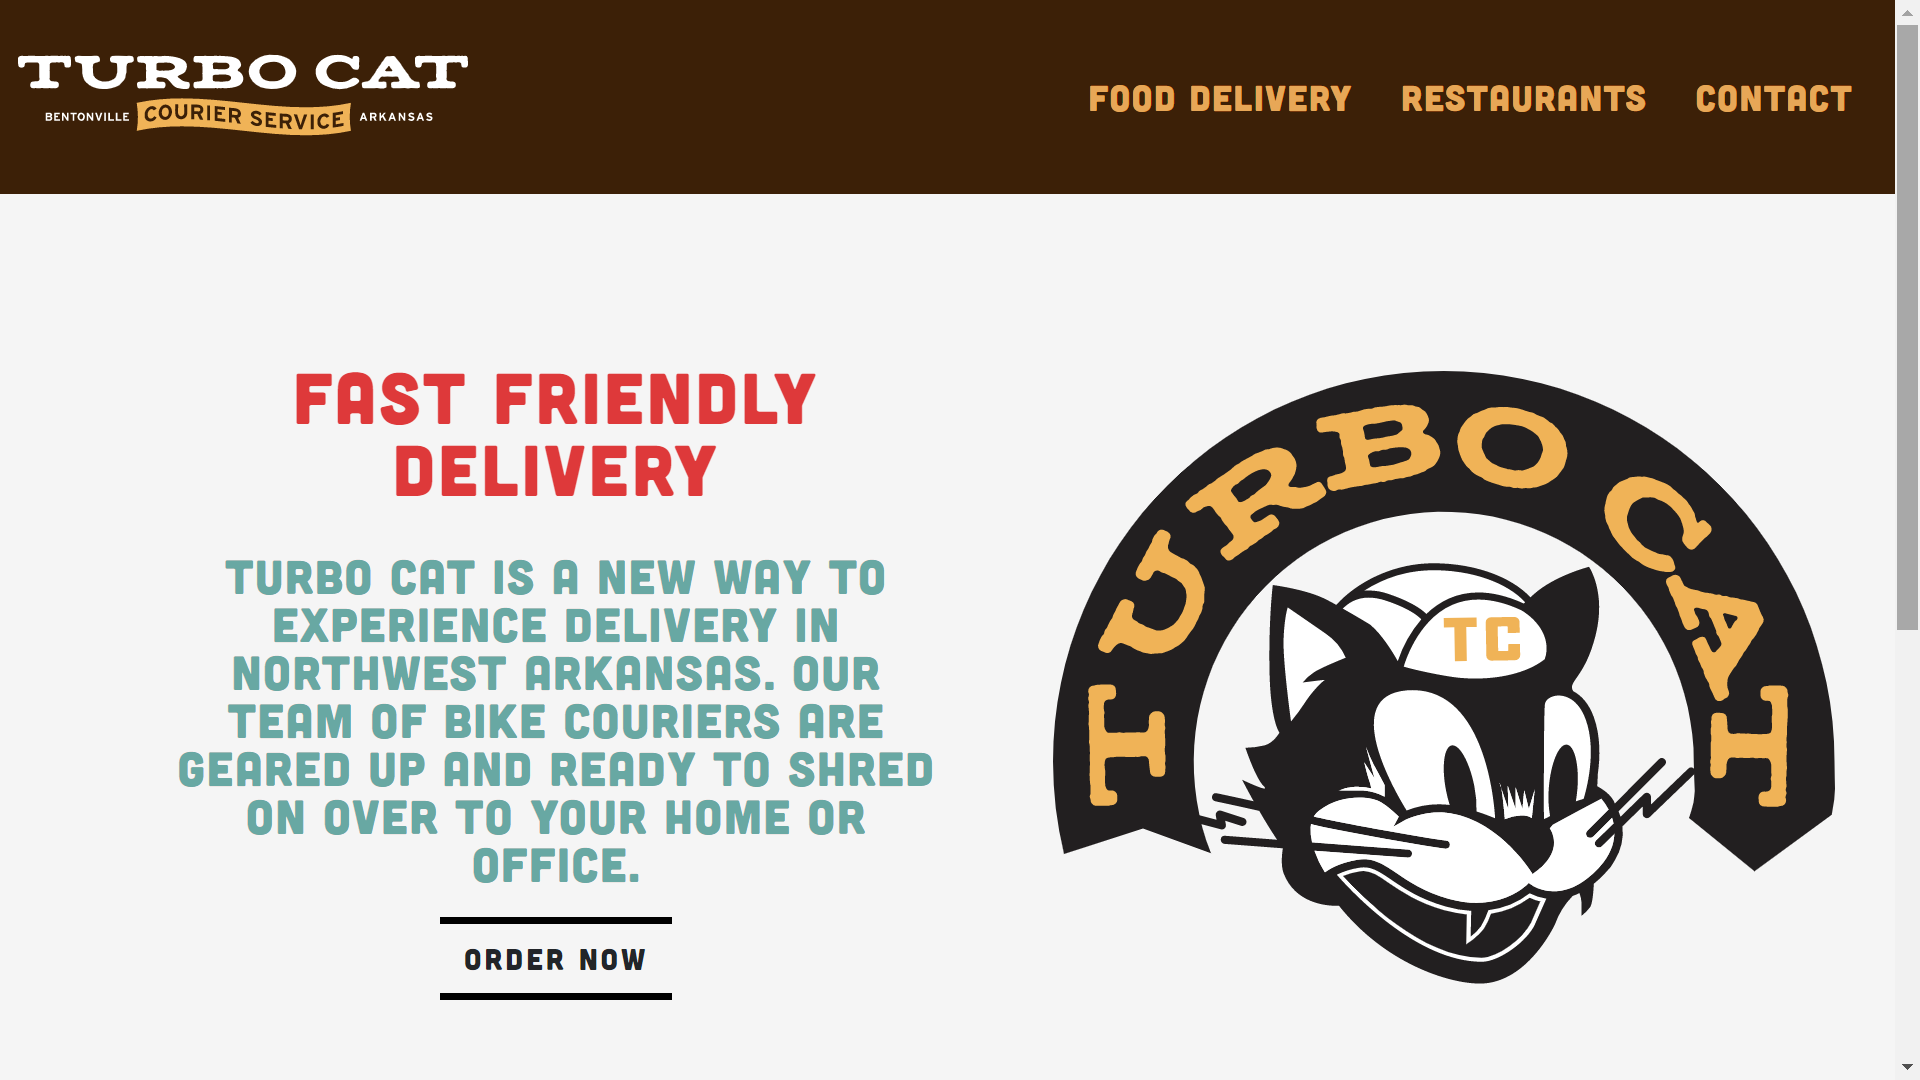 TURBO CAT
BENTONVILLE COURIER SERVICE ARKANSAS
FOOD DELIVERY RESTAURANTS CONTACT
FAST FRIENDLY
DELIVERY
TURBO CAT IS A NEW WAY TO
EXPERIENCE DELIVERY IN
NORTHWEST ARKANSAS. OUR
TEAM OF BIKE COURIERS ARE
GEARED UP AND READY TO SHRED
ON OVER TO YOUR HOME OR
OFFICE.
ORDER NOW
TURBO CAT
TC